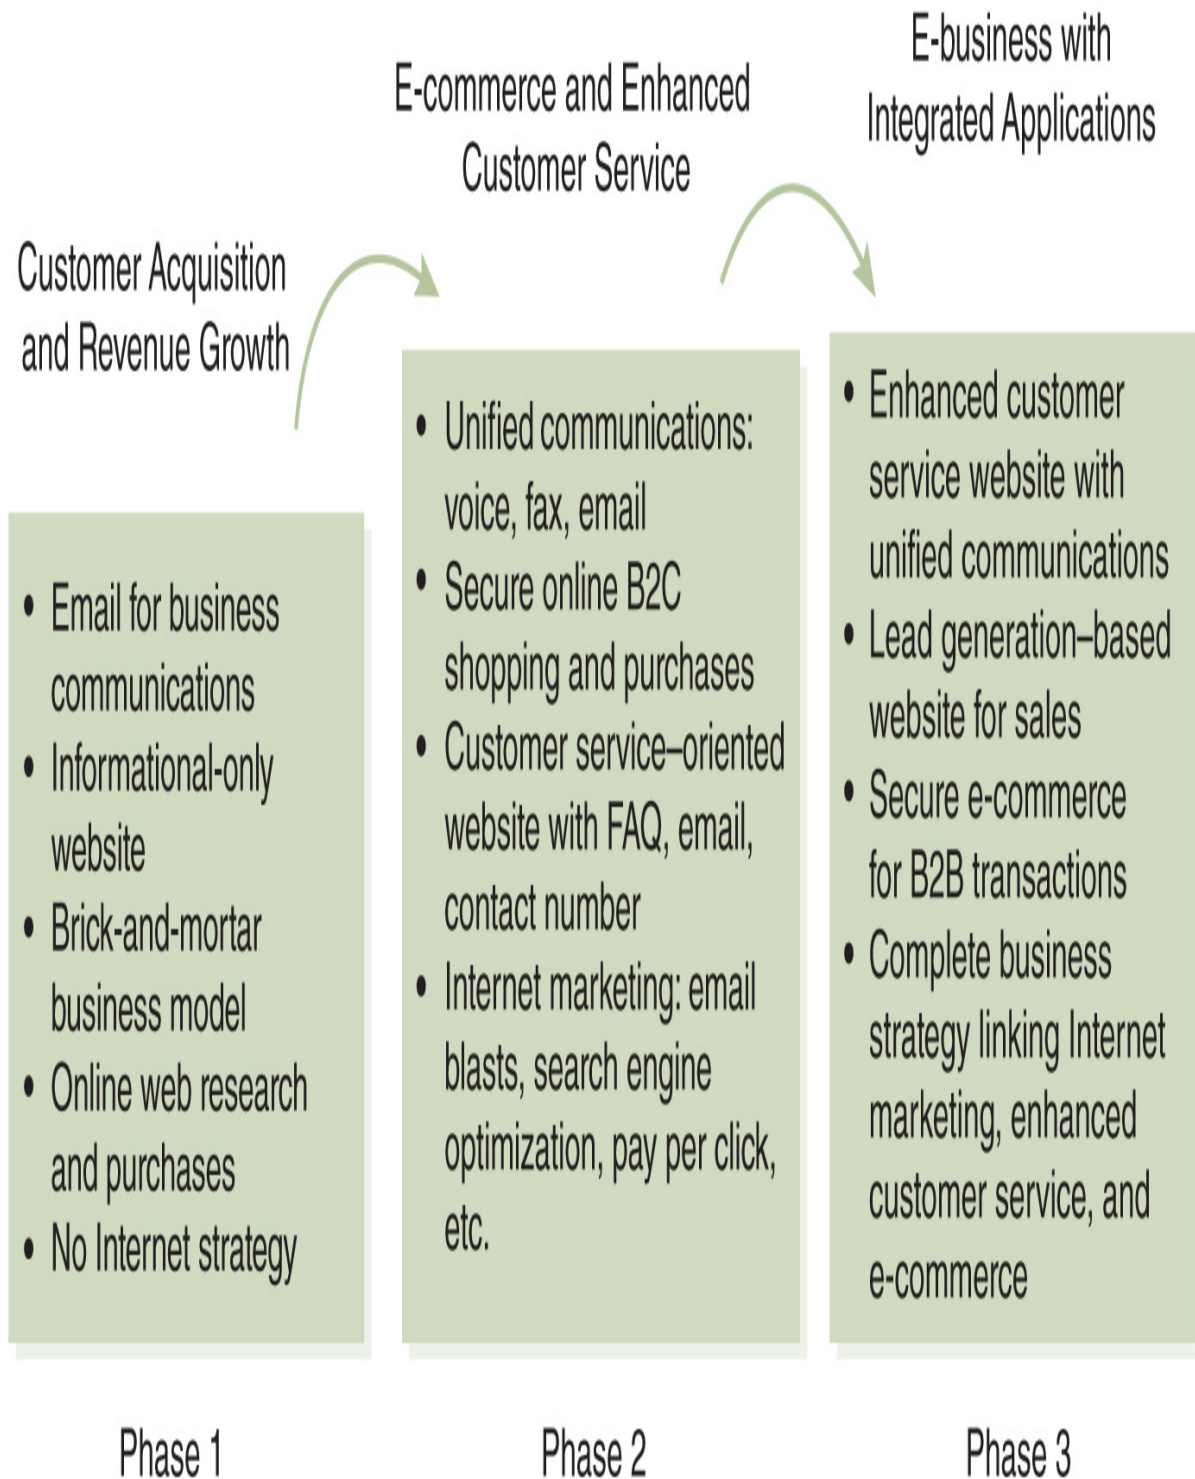 Customer Acquisition
and Revenue Growth
• Email for business
communications
• Informational-only
website
• Brick-and-mortar
business model
• Online web research
and purchases
• No Internet strategy
Phase 1
E-commerce and Enhanced
Customer Service
• Unified communications:
voice, fax, email
• Secure online B2C
shopping and purchases
• Customer service–oriented
website with FAQ, email,
contact number
• Internet marketing: email
blasts, search engine
optimization, pay per click,
etc.
Phase 2
E-business with
Integrated Applications
• Enhanced customer
service website with
unified communications
• Lead generation–based
website for sales
• Secure e-commerce
for B2B transactions
• Complete business
strategy linking Internet
marketing, enhanced
customer service, and
e-commerce
Phase 3